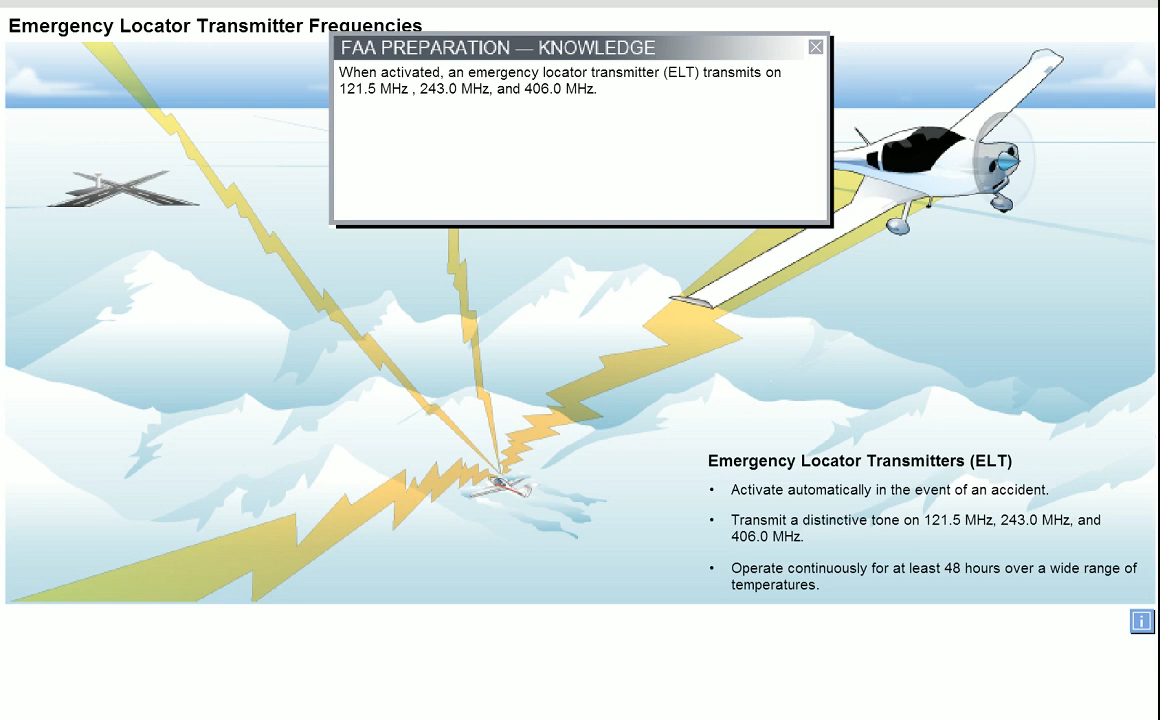 Emergency Locator Transmitter Frequencies
FAA PREPARATION — KNOWLEDGE
When activated, an emergency locator transmitter (ELT) transmits on
121.5 MHz , 243.0 MHz, and 406.0 MHz.
Emergency Locator Transmitters (ELT)
• Activate automatically in the event of an accident.
• Transmit a distinctive tone on 121.5 MHz, 243.0 MHz, and
406.0 MHz.
• Operate continuously for at least 48 hours over a wide range of
temperatures.
i